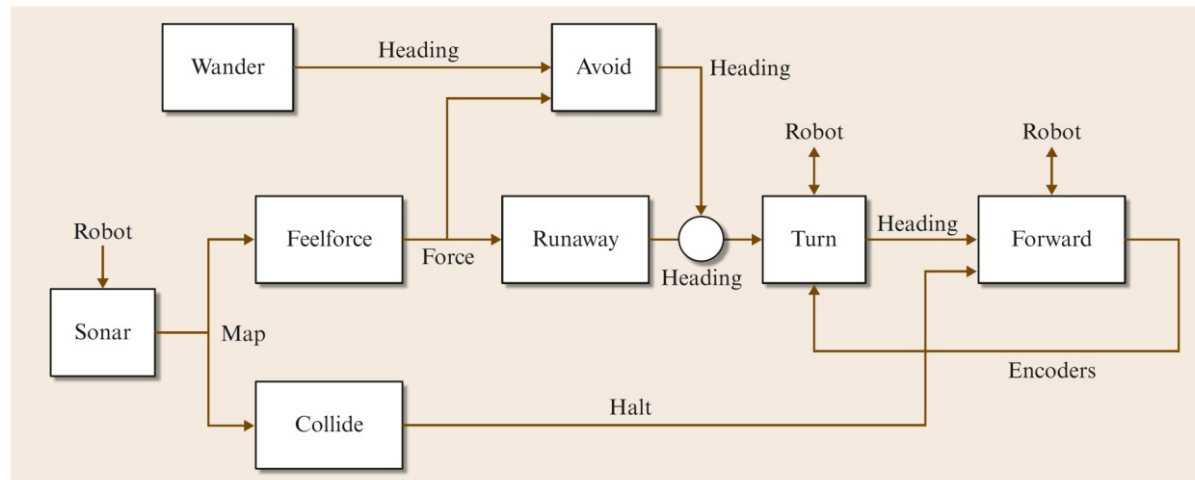 Wander
Heading
Avoid
Heading
Robot
Robot
Robot
Feelforce
Force
Runaway
Heading
Turn
Heading
Forward
Sonar
Map
Encoders
Collide
Halt